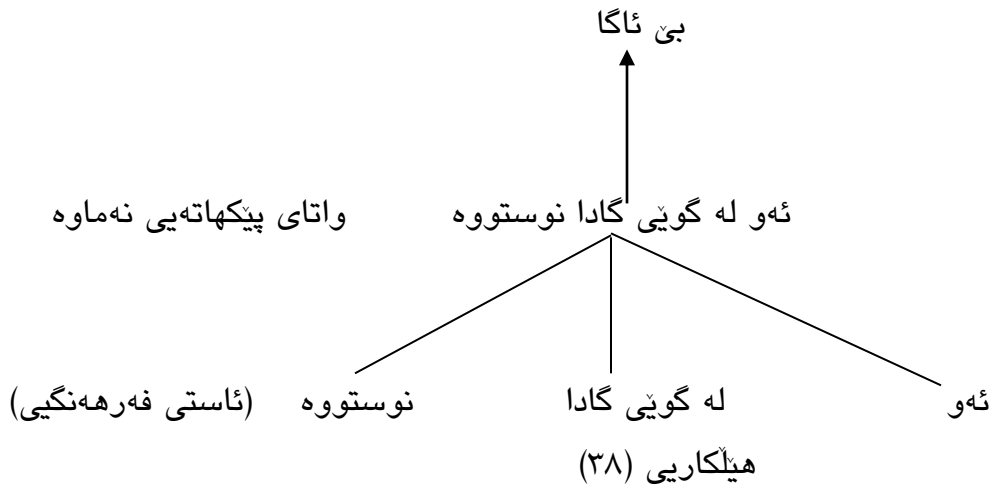 بێ ئاگا
ئەو لە گوێی گادا نوستووە واتای پێکهاتەیی نەماوە
ئەو لە گوێی گادا نوستووە (ئاستی فەرهەنگیی)
هێڵکاریی (٣٨)